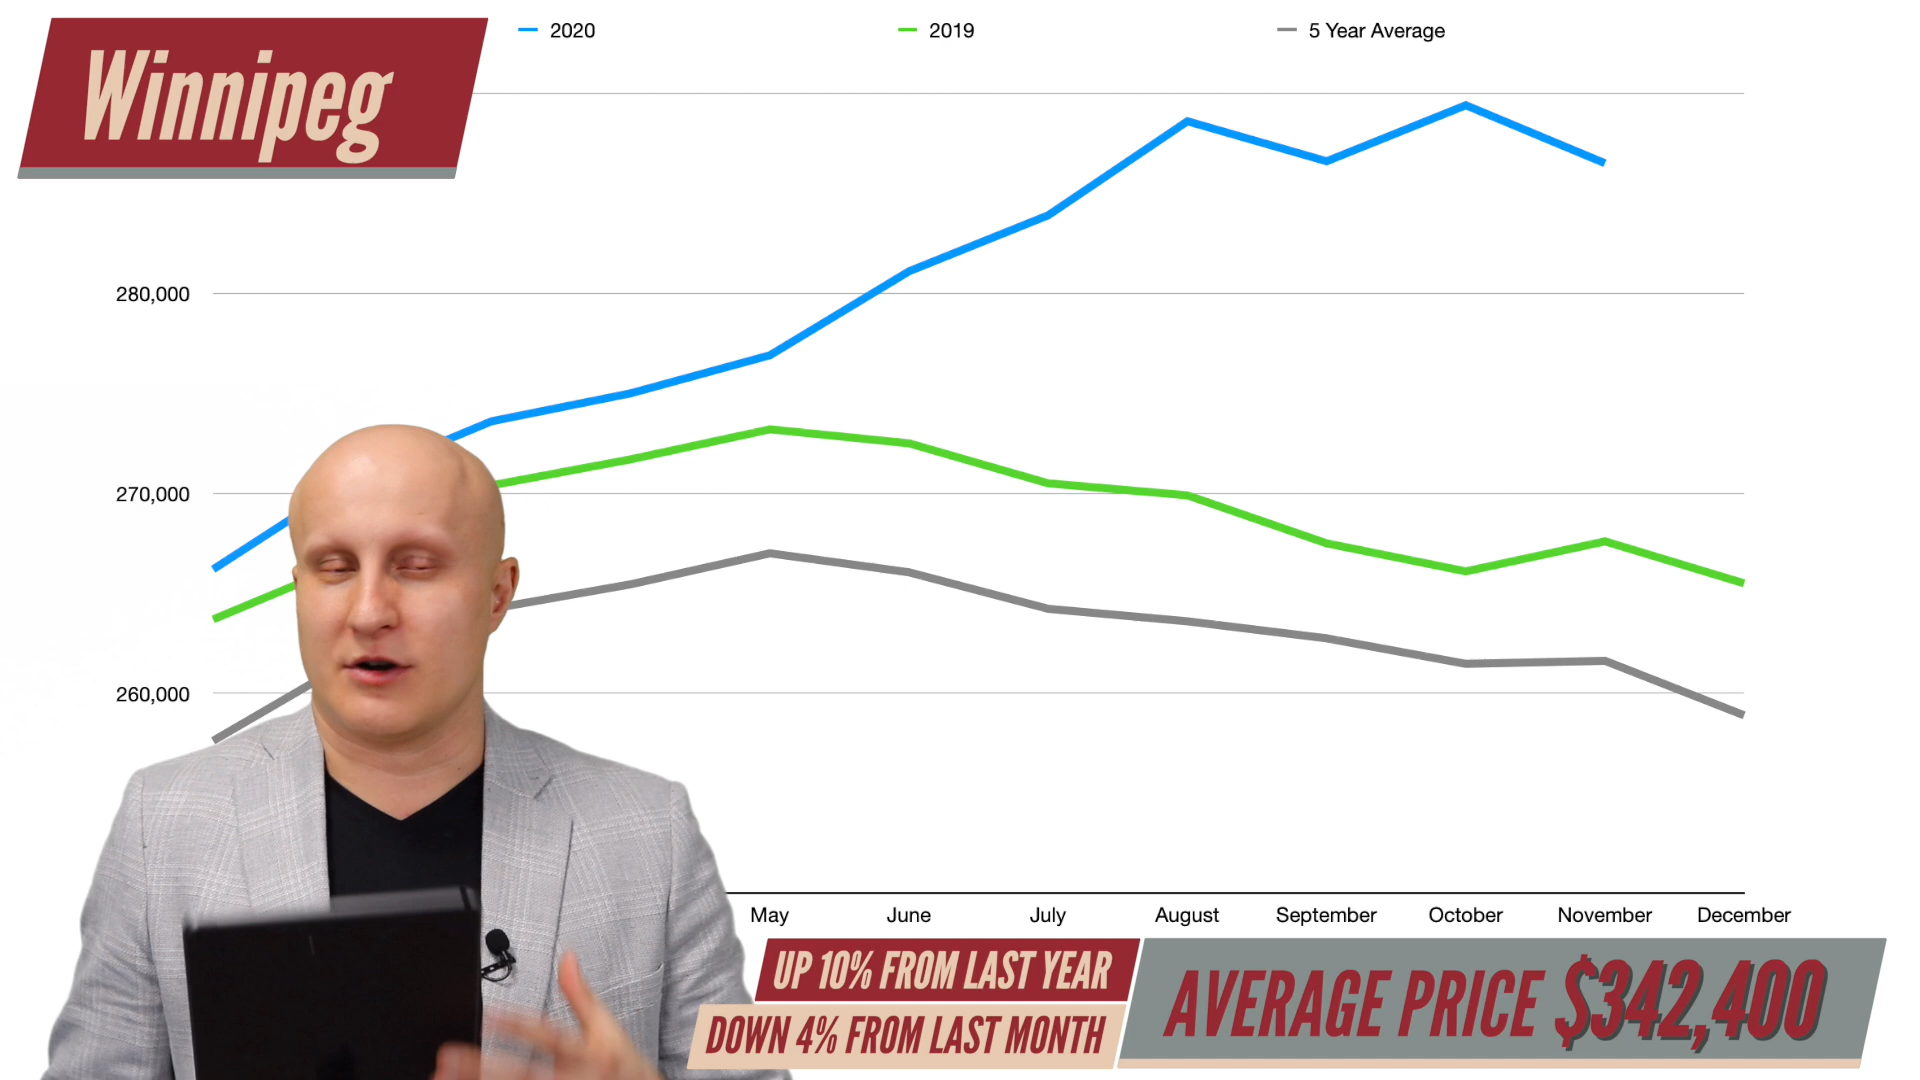 Winnipeg
2020
2019
5 Year Average
280,000
270,000
260,000
May
June
July
August
September
October
November
December
UP 10% FROM LAST YEAR
DOWN 4% FROM LAST MONTH
AVERAGE PRICE $342,400